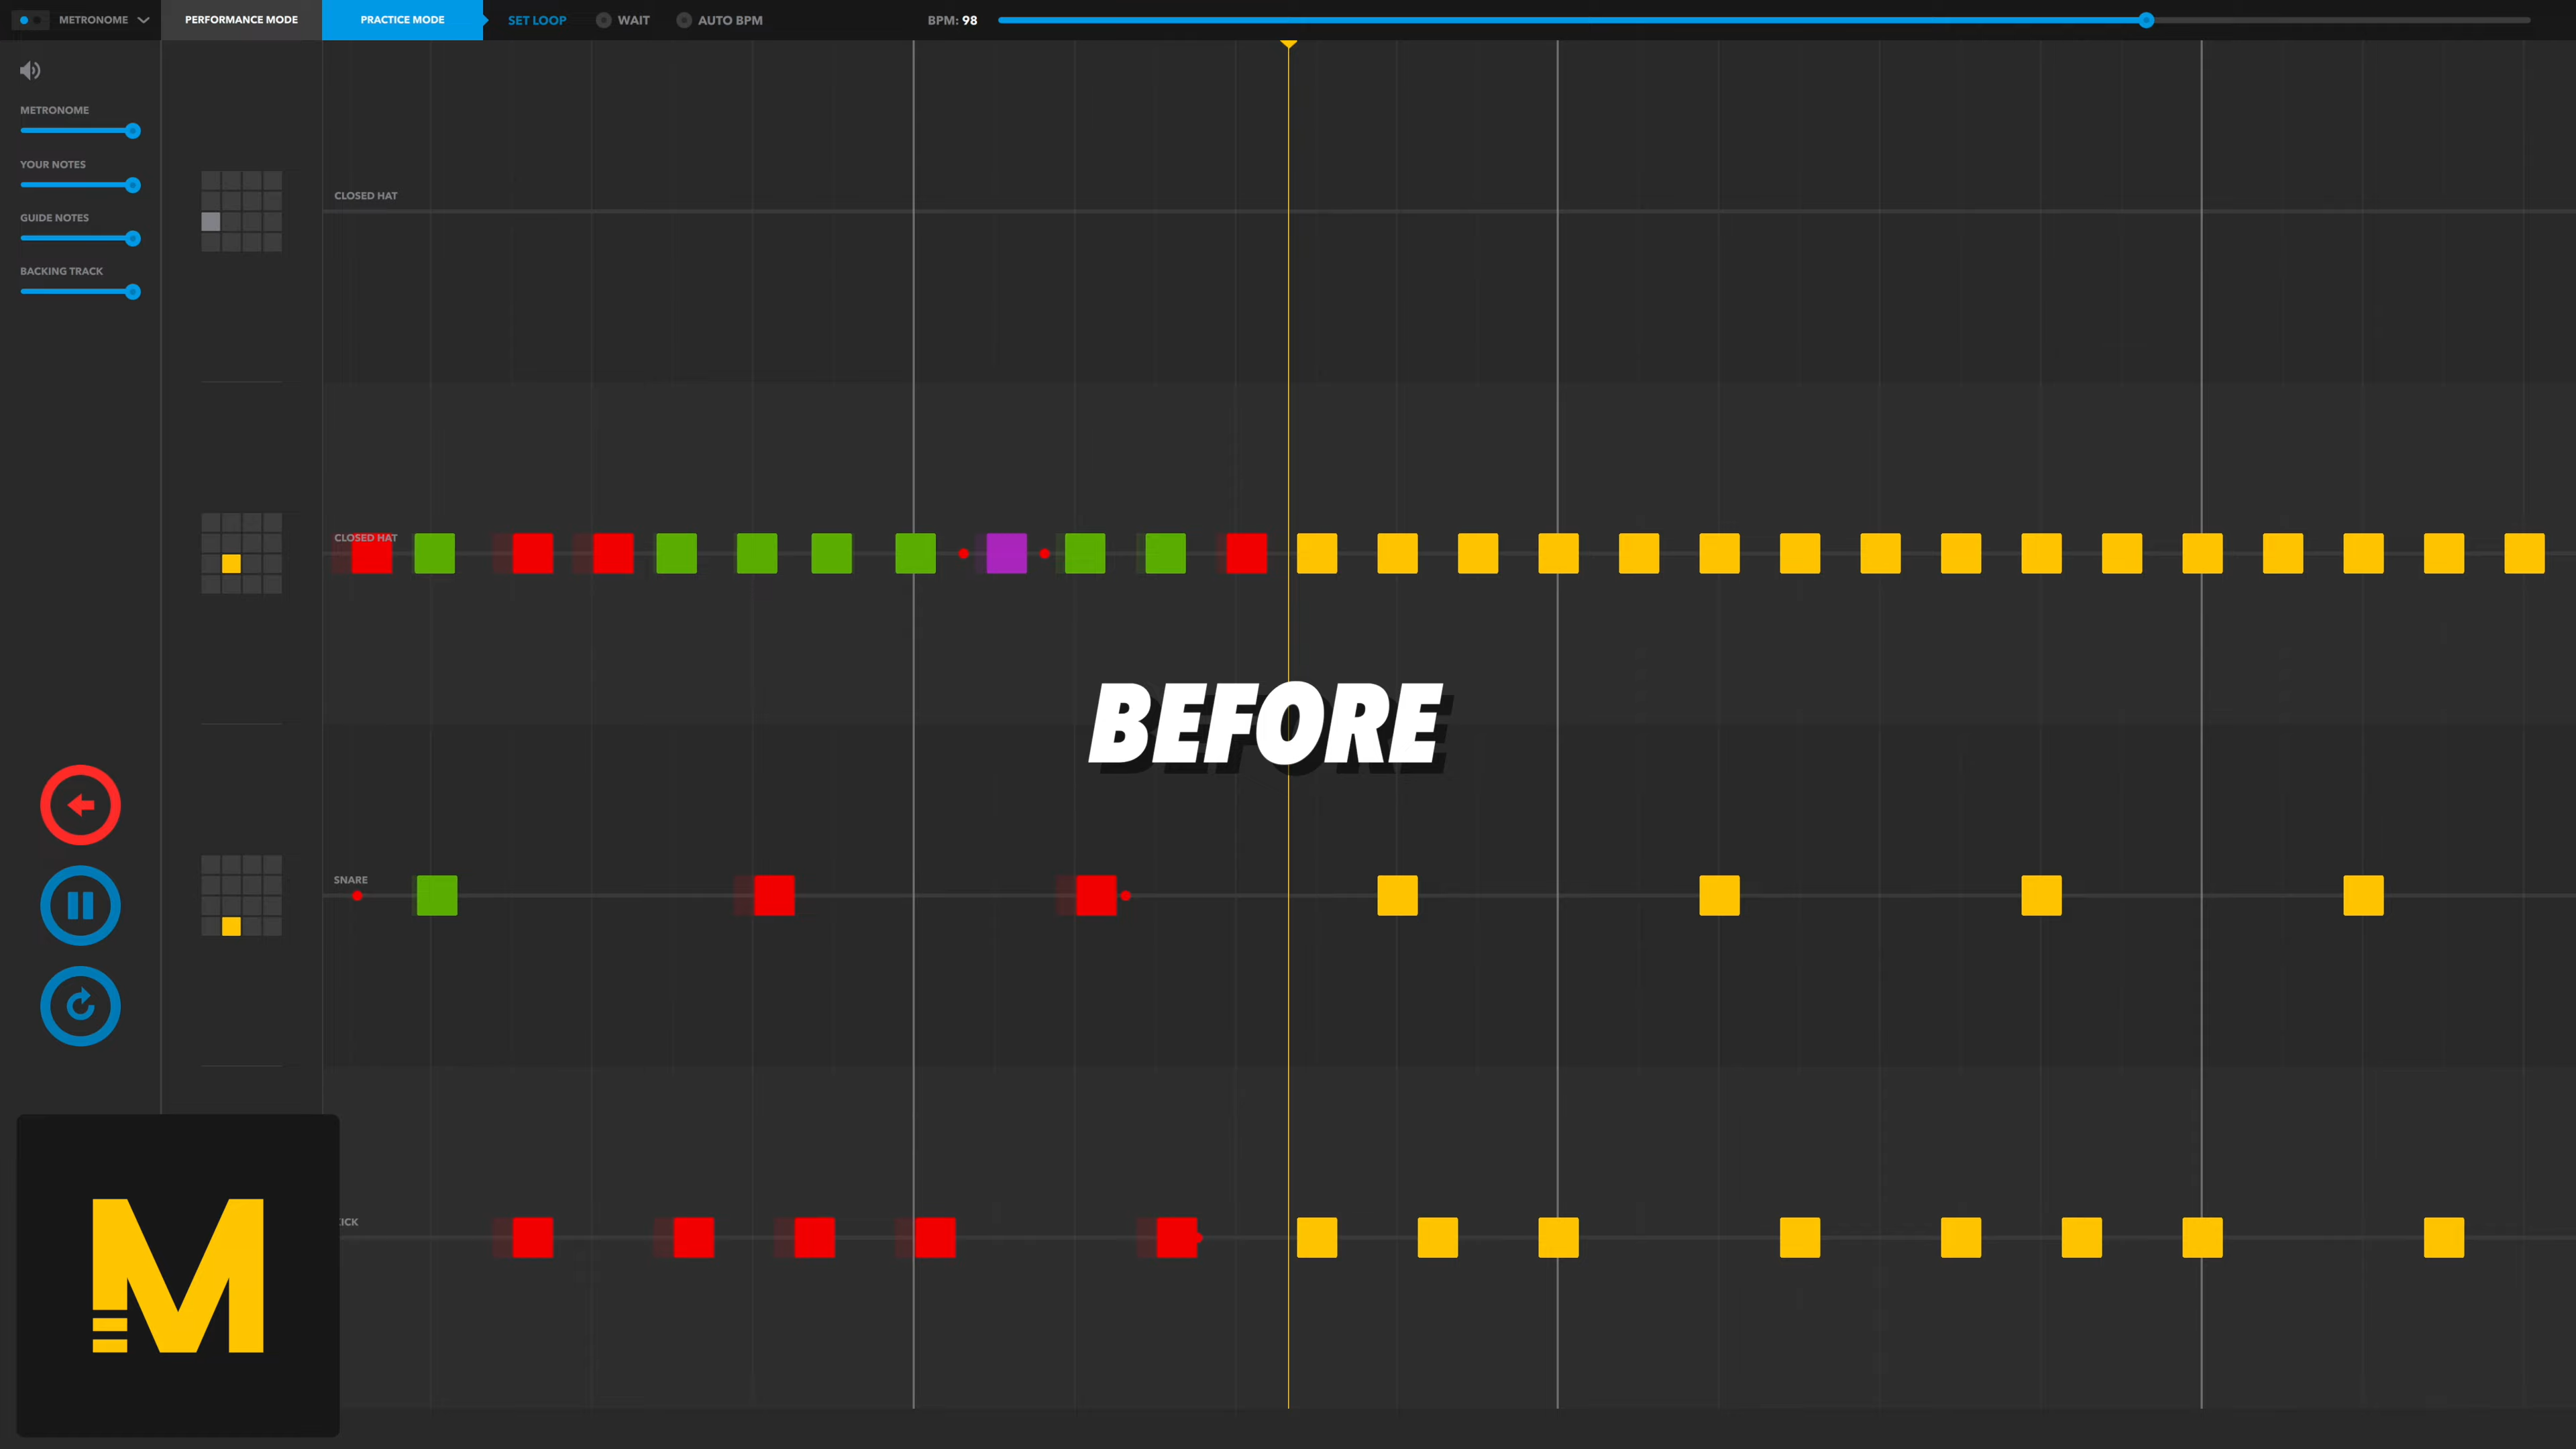 METRONOME
PERFORMANCE MODE
PRACTICE MODE
SET LOOP
WAIT
AUTO BPM
BPM: 98
METRONOME
YOUR NOTES
GUIDE NOTES
BACKING TRACK
CLOSED HAT
CLOSED HAT
BEFORE
SNARE
ICK
M